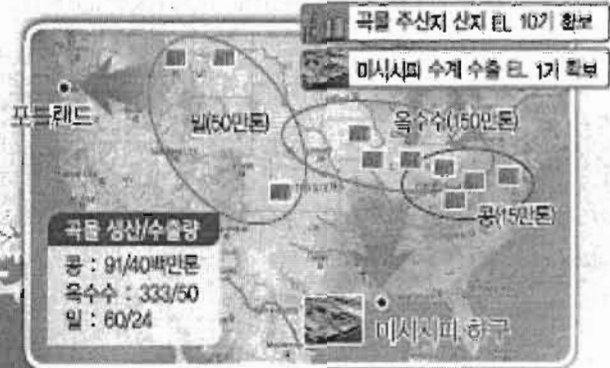 곡물 주산지 산지 EL 10기 확보
미시시피 수계 수출 EL 1기 확보
포틀랜드
밀(50만톤)
옥수수(150만톤)
콩(15만톤)
곡물 생산/수출량
콩 : 91/40백만톤
옥수수 : 333/50
밀 : 60/24
미시시피 하구